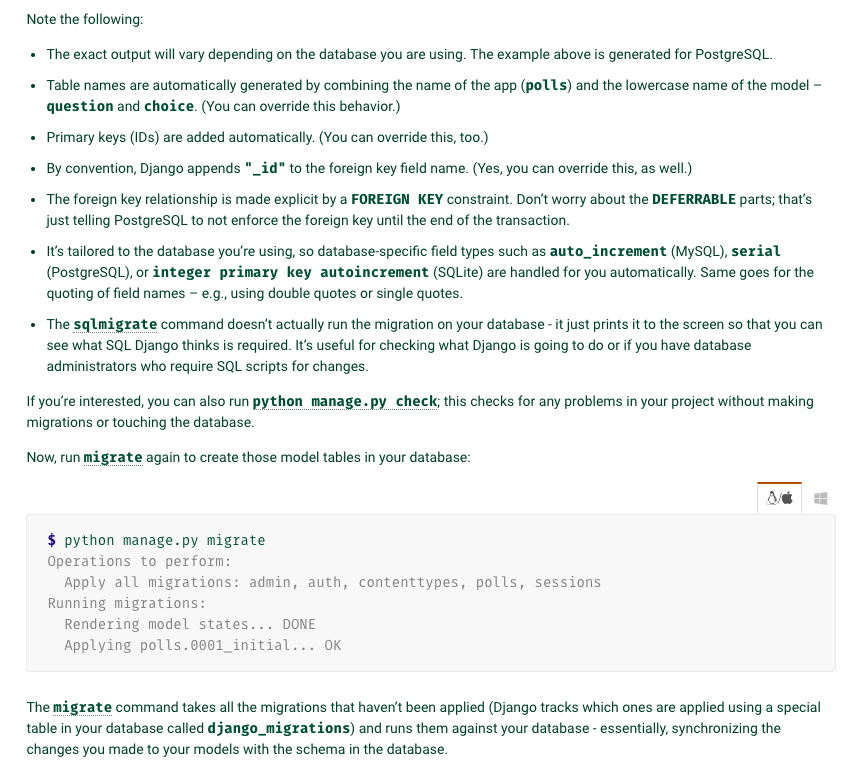 Note the following:
The exact output will vary depending on the database you are using. The example above is generated for PostgreSQL.
Table names are automatically generated by combining the name of the app (polls) and the lowercase name of the model –
question and choice. (You can override this behavior.)
Primary keys (IDs) are added automatically. (You can override this, too.)
By convention, Django appends "_id" to the foreign key field name. (Yes, you can override this, as well.)
The foreign key relationship is made explicit by a FOREIGN KEY constraint. Don’t worry about the DEFERRABLE parts; that’s
just telling PostgreSQL to not enforce the foreign key until the end of the transaction.
It’s tailored to the database you’re using, so database-specific field types such as auto_increment (MySQL), serial
(PostgreSQL), or integer primary key autoincrement (SQLite) are handled for you automatically. Same goes for the
quoting of field names – e.g., using double quotes or single quotes.
The sqlmigrate command doesn’t actually run the migration on your database - it just prints it to the screen so that you can
see what SQL Django thinks is required. It’s useful for checking what Django is going to do or if you have database
administrators who require SQL scripts for changes.
If you’re interested, you can also run python manage.py check; this checks for any problems in your project without making
migrations or touching the database.
Now, run migrate again to create those model tables in your database:
/
$ python manage.py migrate
Operations to perform:
  Apply all migrations: admin, auth, contenttypes, polls, sessions
Running migrations:
  Rendering model states... DONE
  Applying polls.0001_initial... OK
The migrate command takes all the migrations that haven’t been applied (Django tracks which ones are applied using a special
table in your database called django_migrations) and runs them against your database - essentially, synchronizing the
changes you made to your models with the schema in the database.